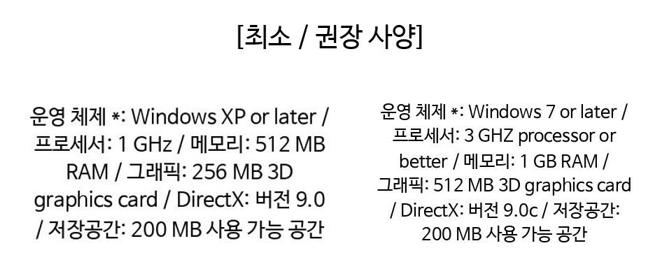 [최소 / 권장 사양]
운영 체제 *: Windows XP or later /
프로세서: 1 GHz / 메모리: 512 MB
RAM / 그래픽: 256 MB 3D
graphics card / DirectX: 버전 9.0
/ 저장공간: 200 MB 사용 가능 공간
운영 체제 *: Windows 7 or later /
프로세서: 3 GHZ processor or
better / 메모리: 1 GB RAM /
그래픽: 512 MB 3D graphics card
/ DirectX: 버전 9.0c / 저장공간:
200 MB 사용 가능 공간